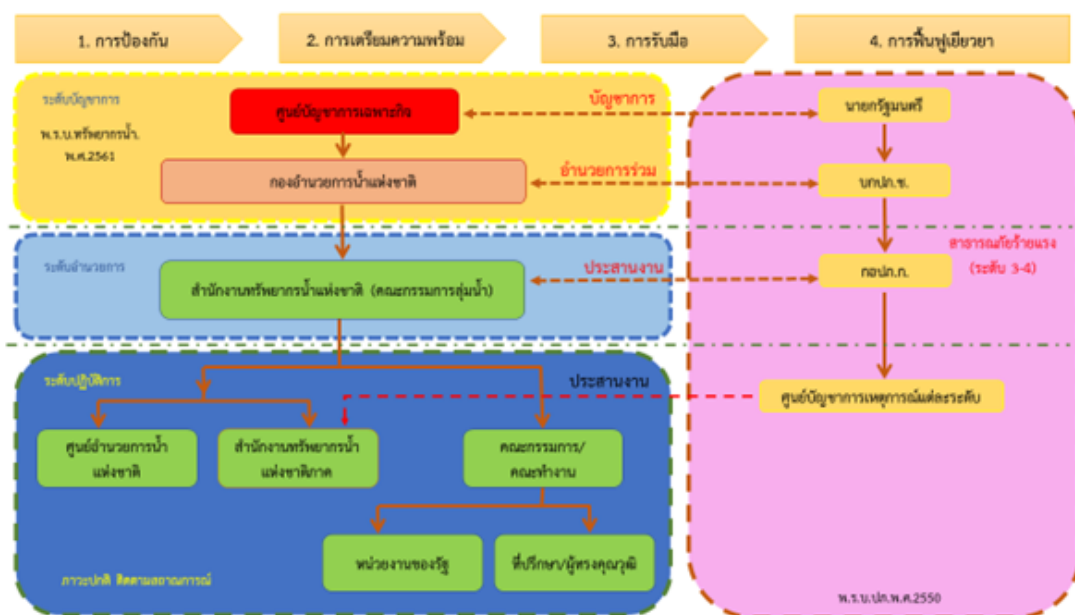 1. การป้องกัน
2. การเตรียมความพร้อม
3. การรับมือ
4. การฟื้นฟูเยียวยา
ระดับบัญชาการ
พ.ร.บ.ทรัพยากรน้ำ.
พ.ศ.2561
ศูนย์บัญชาการเฉพาะกิจ
บัญชาการ
นายกรัฐมนตรี
กองอำนวยการน้ำแห่งชาติ
อำนวยการร่วม
บกปภ.ช.
ระดับอำนวยการ
สำนักงานทรัพยากรน้ำแห่งชาติ (คณะกรรมการลุ่มน้ำ)
ประสานงาน
กอปภ.ก.
สาธารณภัยร้ายแรง
(ระดับ 3-4)
ระดับปฏิบัติการ
ประสานงาน
ศูนย์บัญชาการเหตุการณ์แต่ละระดับ
ศูนย์อำนวยการน้ำ
แห่งชาติ
สำนักงานทรัพยากรน้ำ
แห่งชาติภาค
คณะกรรมการ/
คณะทำงาน
หน่วยงานของรัฐ
ที่ปรึกษา/ผู้ทรงคุณวุฒิ
ภาวะปกติ ติดตามสถานการณ์
พ.ร.บ.ปภ.พ.ศ.2550